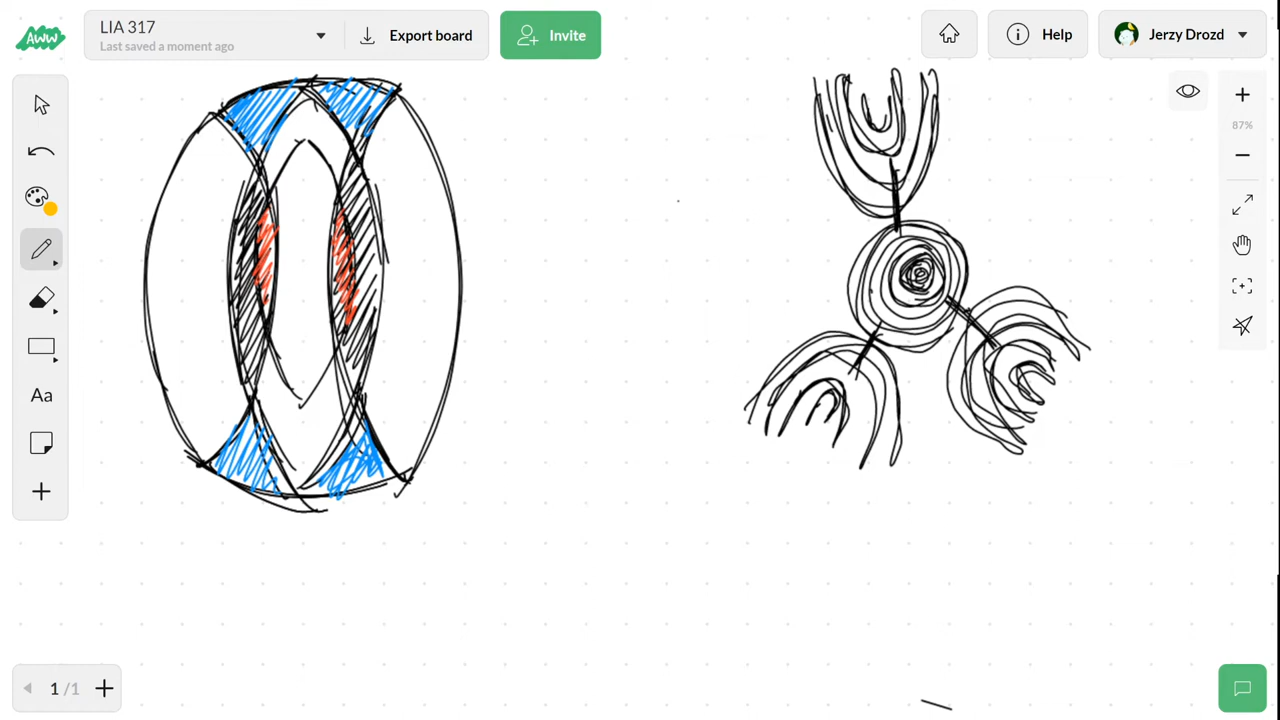 AWW
LIA 317
Last saved a moment ago
Export board
Invite
Help
Jerzy Drozd
87%
Aa
1 /1